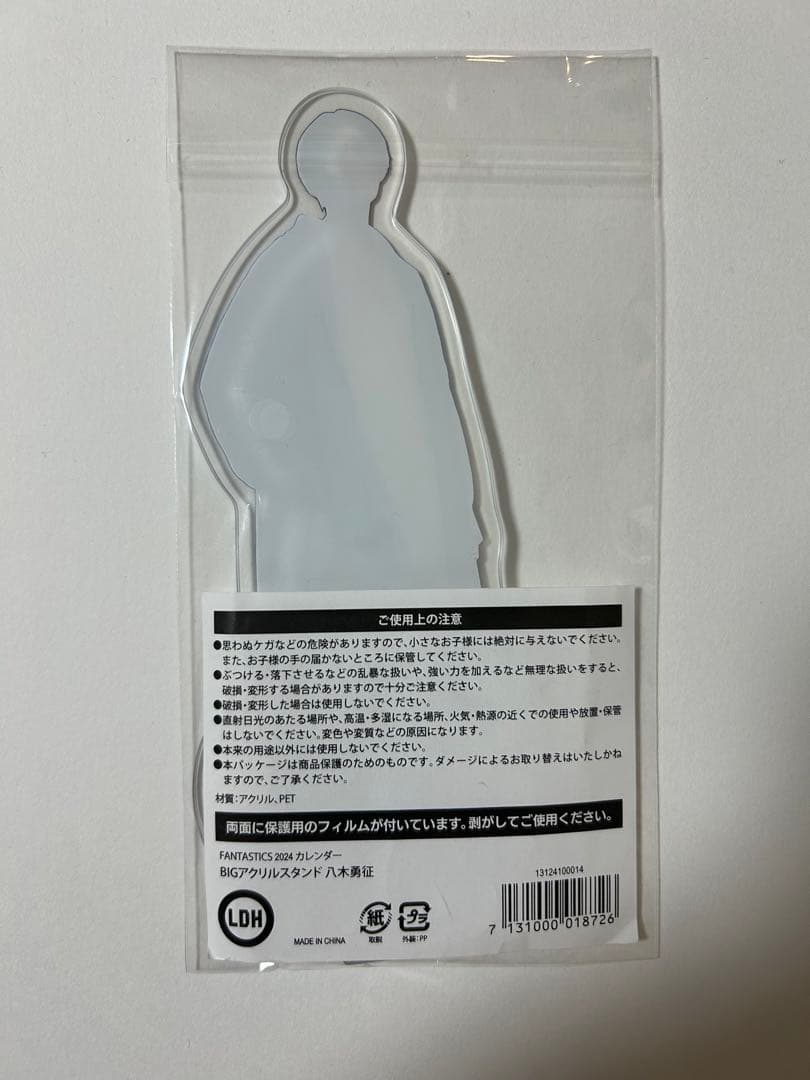 ご使用上の注意
●思わぬケガなどの危険がありますので、小さなお子様には絶対に与えないでください。
また、お子様の手の届かないところに保管してください。
●ぶつける・落下させるなどの乱暴な扱いや、強い力を加えるなど無理な扱いをすると、
破損・変形する場合がありますので十分ご注意ください。
●破損・変形した場合は使用しないでください。
●直射日光のあたる場所や、高温・多湿になる場所、火気・熱源の近くでの使用や放置・保管
はしないでください。変色や変質などの原因になります。
●本来の用途以外には使用しないでください。
●本パッケージは商品保護のためのものです。ダメージによるお取り替えはいたしかね
ますので、ご了承ください。
材質：アクリル、PET
両面に保護用のフィルムが付いています。剥がしてご使用ください。
FANTASTICS 2024 カレンダー
BIGアクリルスタンド 八木勇征
13124100014
LDH
MADE IN CHINA
紙
取説
プラ
外装：PP
7 131000 018726